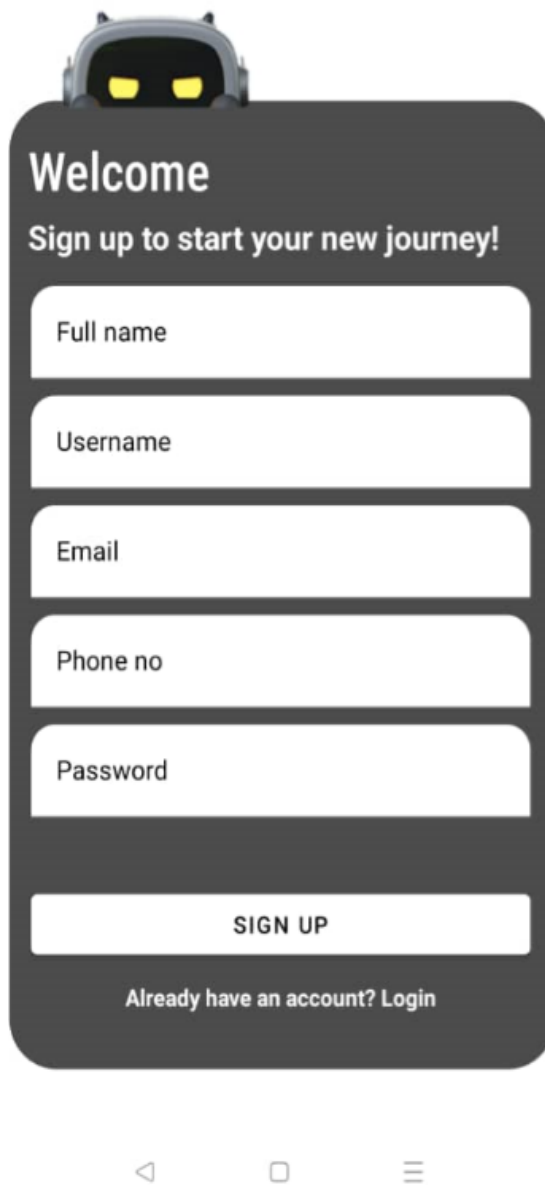 Welcome
Sign up to start your new journey!
Full name
Username
Email
Phone no
Password
SIGN UP
Already have an account? Login